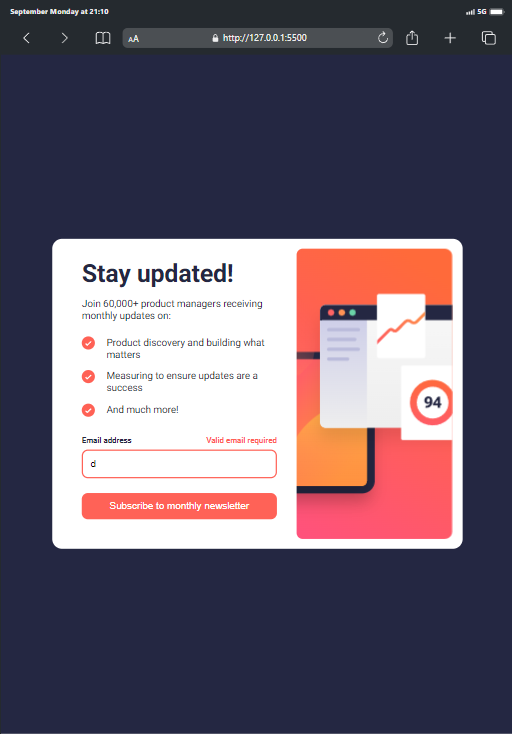 September Monday at 21:10
5G
AA
http://127.0.0.1:5500
Stay updated!
Join 60,000+ product managers receiving
monthly updates on:
Product discovery and building what
matters
Measuring to ensure updates are a
success
And much more!
Email address
Valid email required
d
Subscribe to monthly newsletter
94